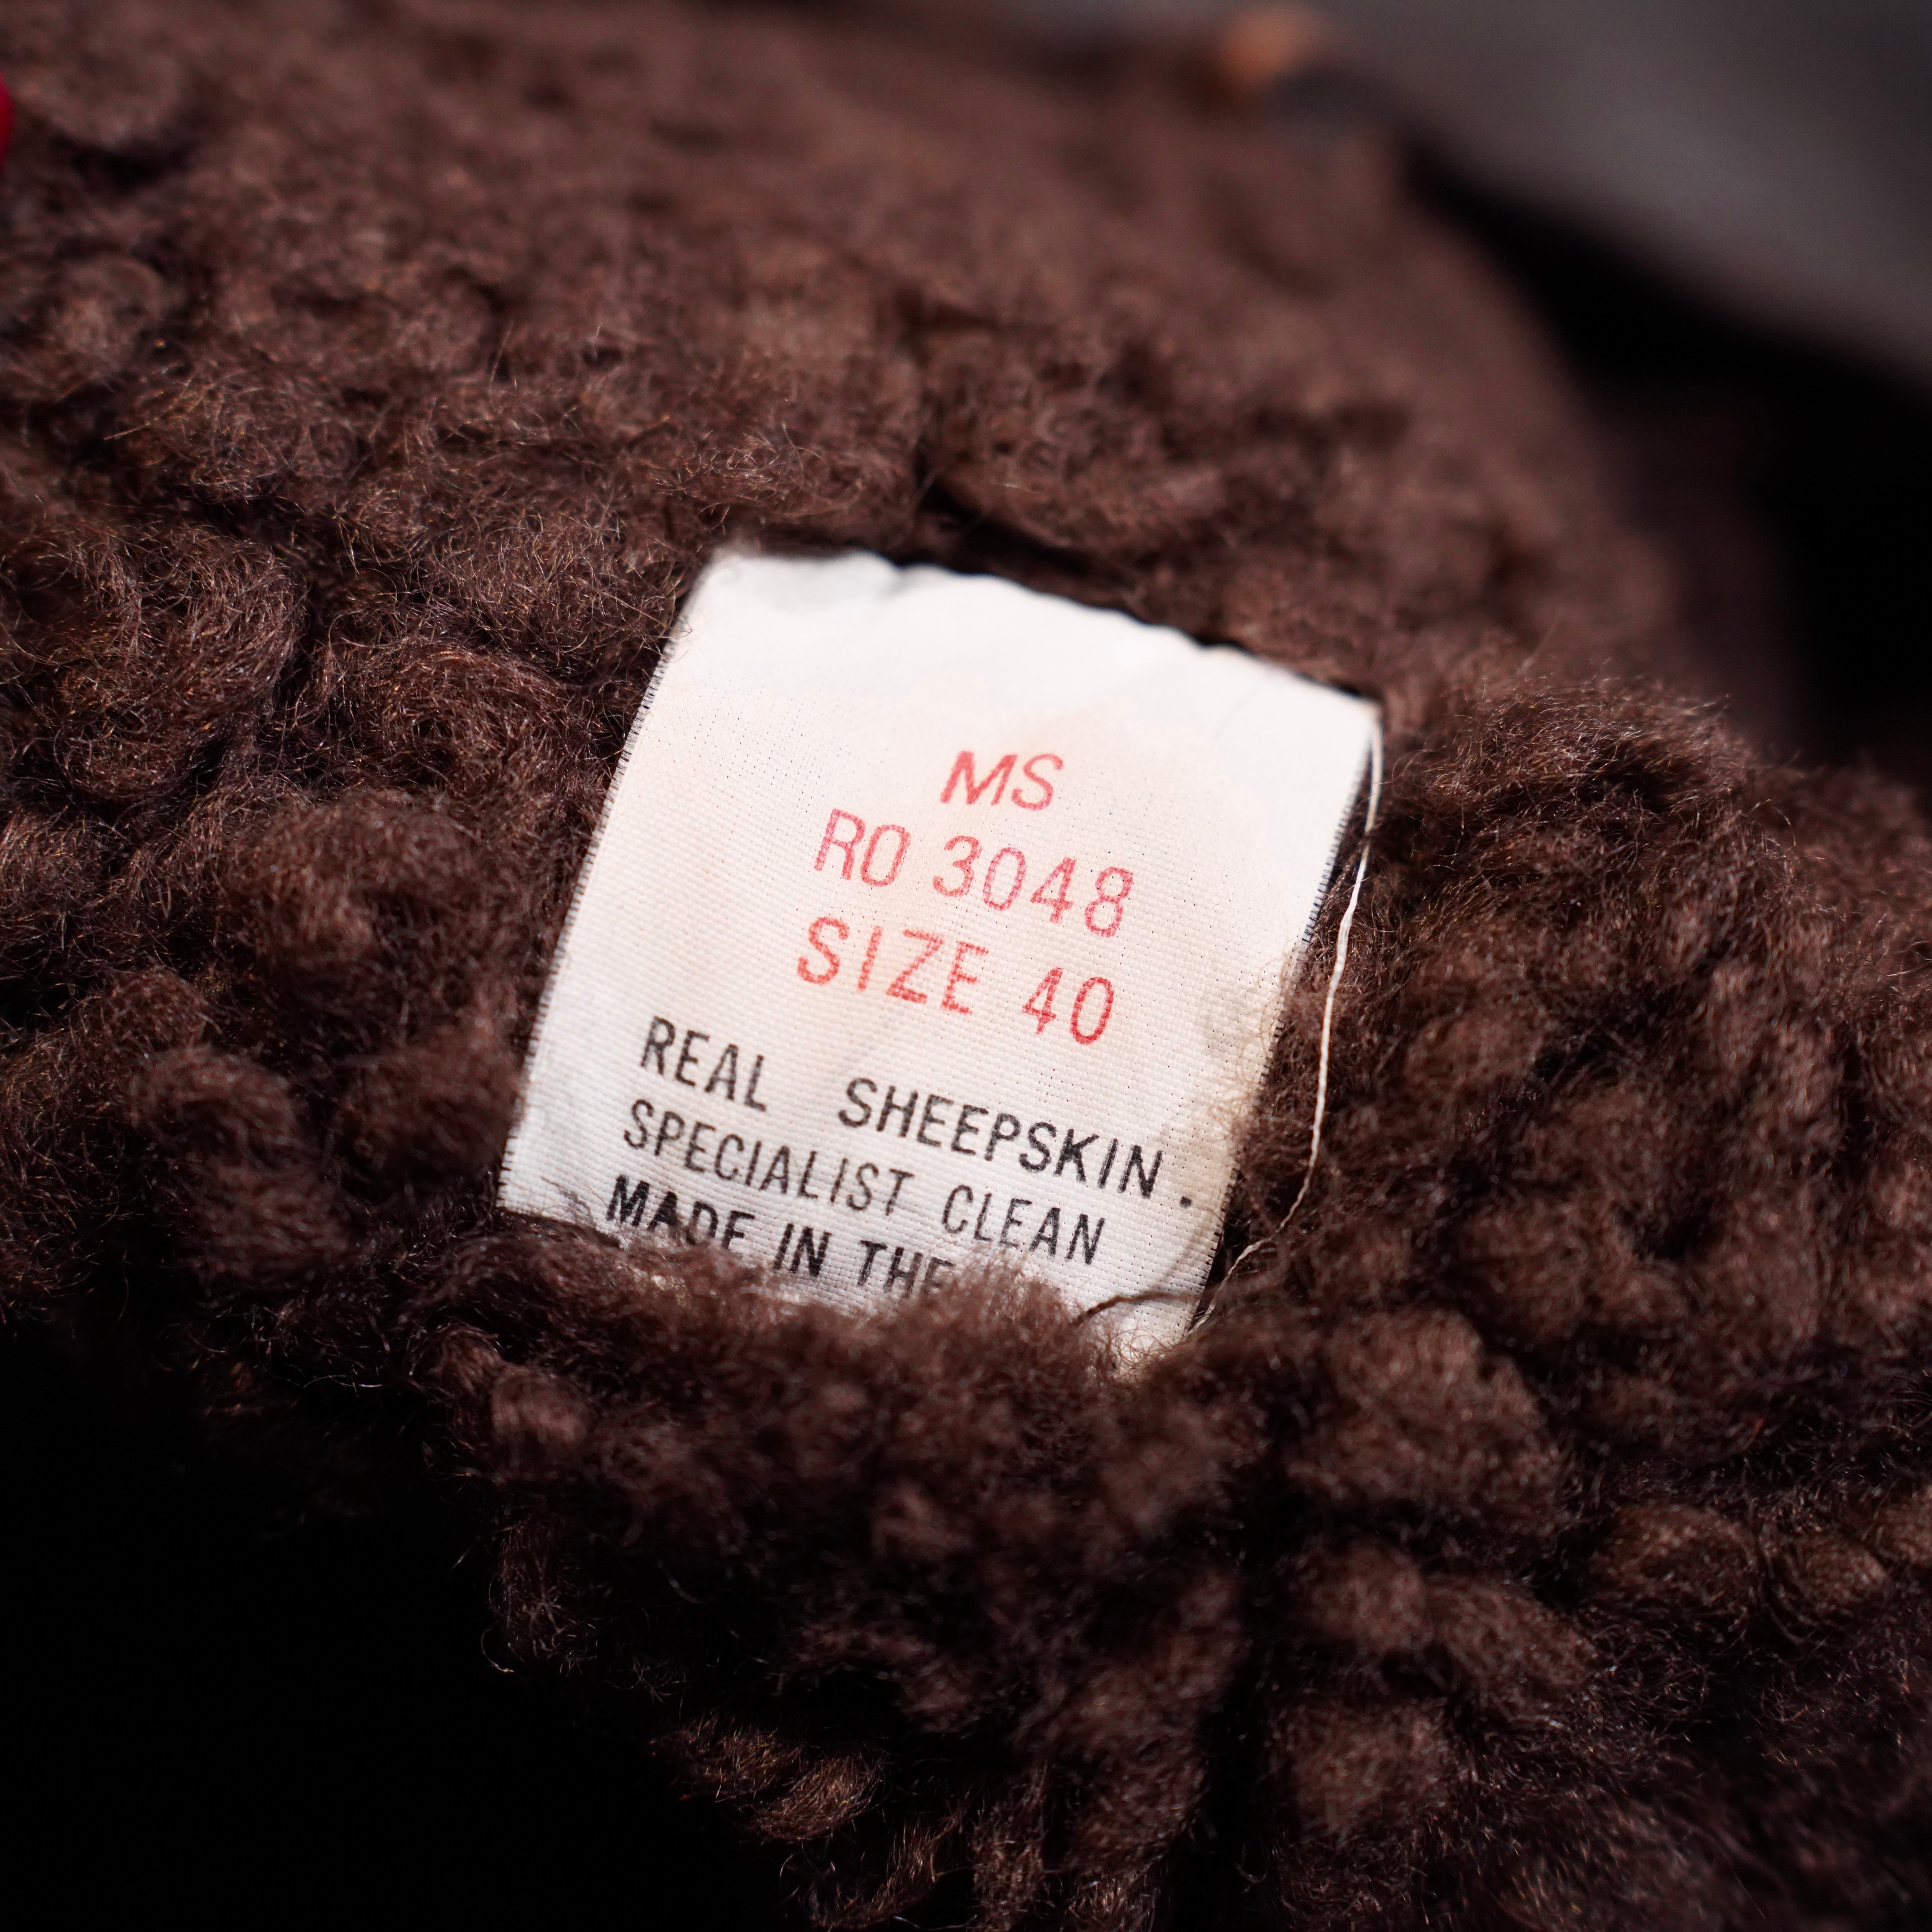 MS
RO 3048
SIZE 40
REAL SHEEPSKIN.
SPECIALIST CLEAN
MADE IN THE